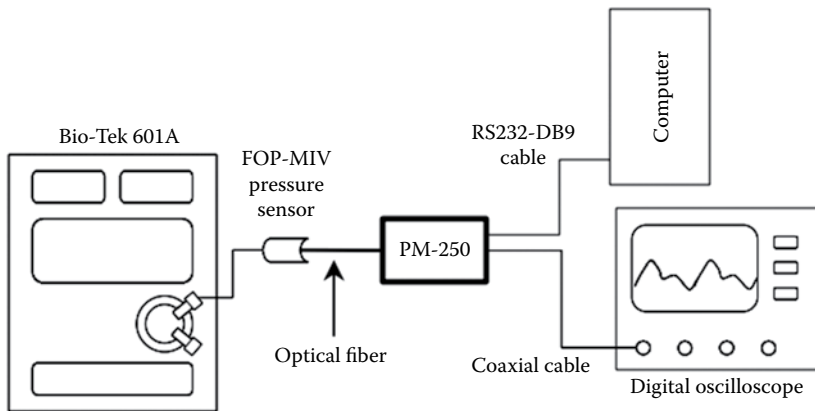 Bio-Tek 601A
FOP-MIV
pressure
sensor
Optical fiber
PM-250
RS232-DB9
cable
Computer
Coaxial cable
Digital oscilloscope